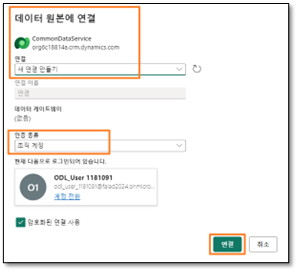 데이터 원본에 연결
CommonDataService
org6c18814a.crm.dynamics.com
연결
새 연결 만들기
연결 이름
연결
데이터 게이트웨이
(없음)
인증 종류
조직 계정
현재 다음으로 로그인되어 있습니다.
O1
ODL_User 1181091
odl_user_1181091@falad2024.onmicro...
계정 전환
암호화된 연결 사용
연결 취소